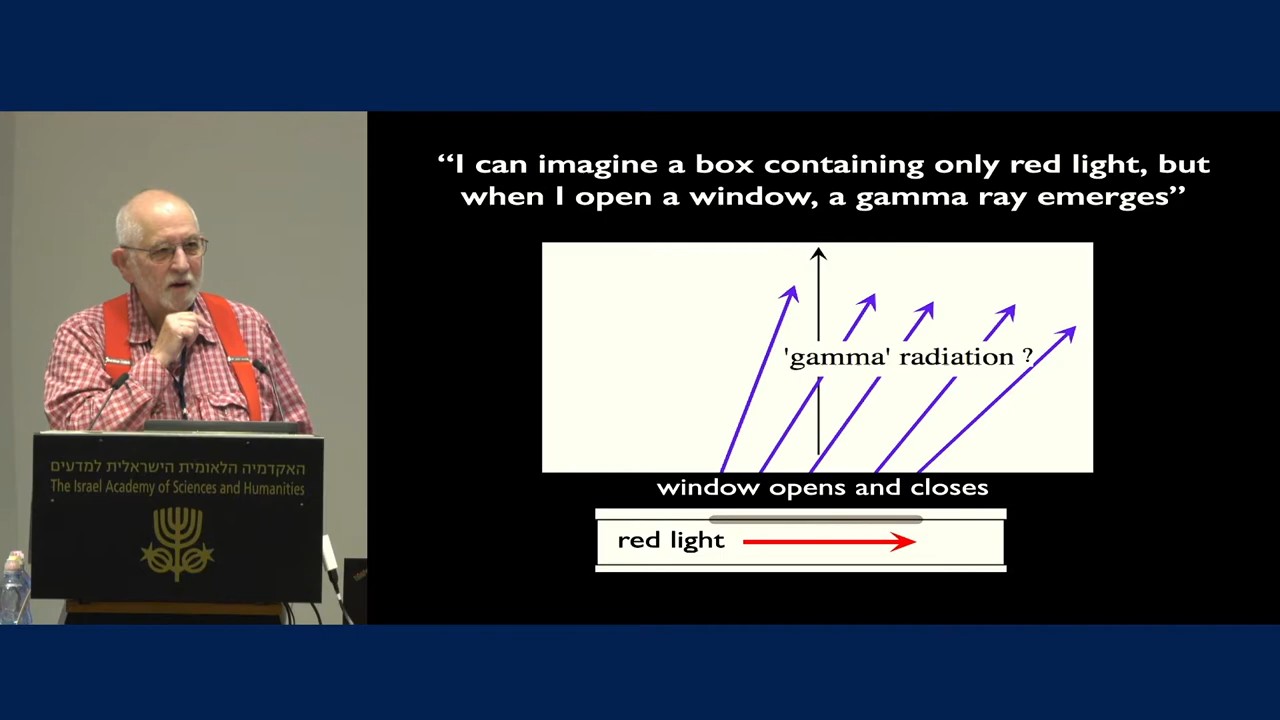 “I can imagine a box containing only red light, but
when I open a window, a gamma ray emerges”
'gamma' radiation ?
window opens and closes
red light
האקדמיה הלאומית הישראלית למדעים
The Israel Academy of Sciences and Humanities